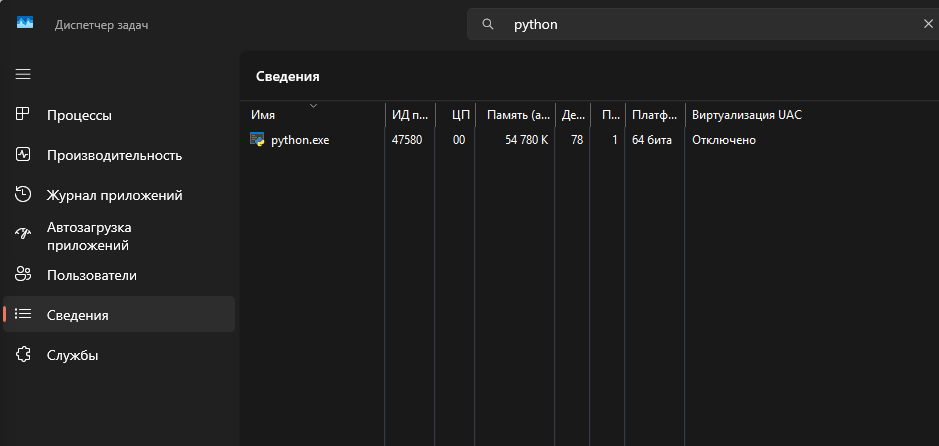 Диспетчер задач
python
Сведения
Процессы
Производительность
Журнал приложений
Автозагрузка
приложений
Пользователи
Сведения
Службы
Имя ИД п... ЦП Память (а... Де... П... Платф... Виртуализация UAC
python.exe 47580 00 54 780 K 78 1 64 бита Отключено